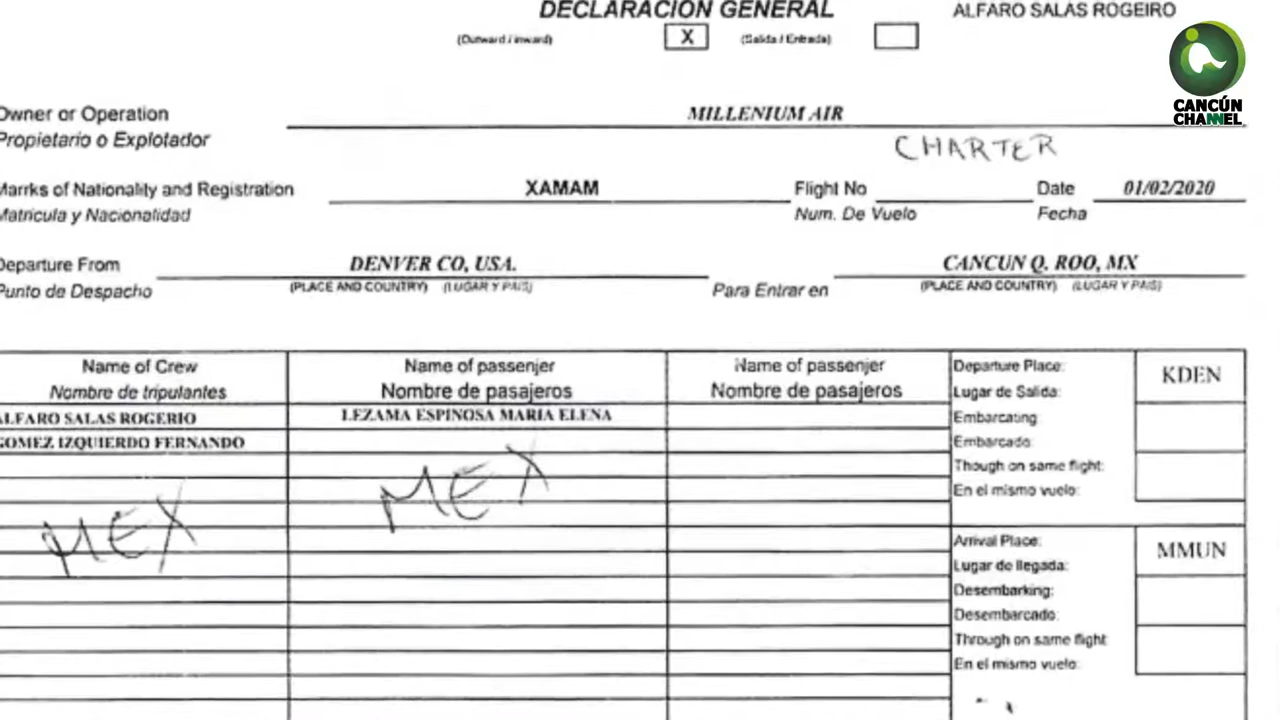 DECLARACION GENERAL
ALFARO SALAS ROGEIRO
(Outward / inward) X (Salida / Entrada)
CANCÚN
CHANNEL
Owner or Operation MILLENIUM AIR
Propietario o Explotador
CHARTER
Marrks of Nationality and Registration XAMAM Flight No Date 01/02/2020
Matricula y Nacionalidad Num. De Vuelo Fecha
Departure From DENVER CO, USA. CANCUN Q. ROO, MX
Punto de Despacho (PLACE AND COUNTRY) (LUGAR Y PAIS) Para Entrar en (PLACE AND COUNTRY) (LUGAR Y PAIS)
Name of Crew Name of passenjer Name of passenjer Departure Place: KDEN
Nombre de tripulantes Nombre de pasajeros Nombre de pasajeros Lugar de Salida:
ALFARO SALAS ROGERIO LEZAMA ESPINOSA MARIA ELENA Embarcating:
GOMEZ IZQUIERDO FERNANDO Embarcado:
Though on same flight:
MEX
En el mismo vuelo:
MEX
Arrival Place: MMUN
Lugar de llegada:
Desembarking:
Desembarcado:
Through on same flight
En el mismo vuelo: